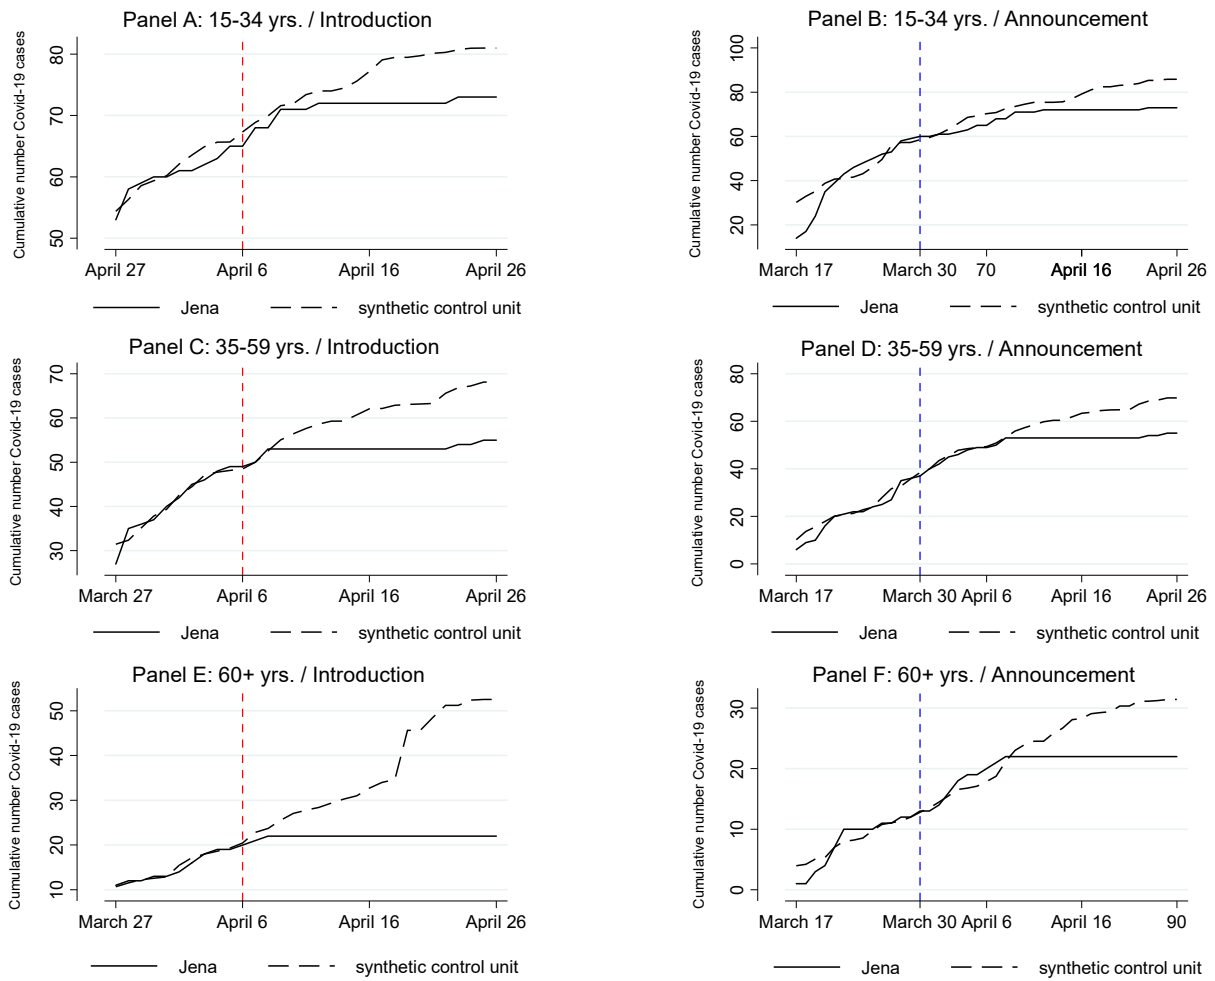 Panel A: 15-34 yrs. / Introduction
Cumulative number Covid-19 cases
80
70
60
50
April 27 April 6 April 16 April 26
Jena synthetic control unit
Panel B: 15-34 yrs. / Announcement
Cumulative number Covid-19 cases
100
80
60
40
20
March 17 March 30 70 April 16 April 26
Jena synthetic control unit
Panel C: 35-59 yrs. / Introduction
Cumulative number Covid-19 cases
70
60
50
40
30
March 27 April 6 April 16 April 26
Jena synthetic control unit
Panel D: 35-59 yrs. / Announcement
Cumulative number Covid-19 cases
80
60
40
20
0
March 17 March 30 April 6 April 16 April 26
Jena synthetic control unit
Panel E: 60+ yrs. / Introduction
Cumulative number Covid-19 cases
50
40
30
20
10
March 27 April 6 April 16 April 26
Jena synthetic control unit
Panel F: 60+ yrs. / Announcement
Cumulative number Covid-19 cases
30
20
10
0
March 17 March 30 April 6 April 16 90
Jena synthetic control unit